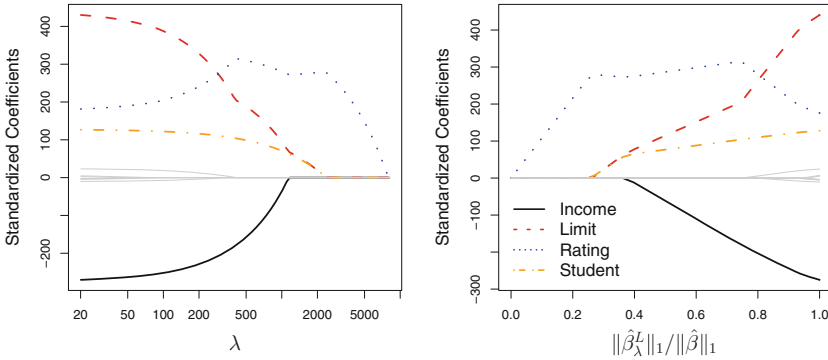 Standardized Coefficients
400
300
200
100
0
-200
20 50 100 200 500 2000 5000
λ
Standardized Coefficients
400
300
200
100
0
-100
-300
Income
Limit
Rating
Student
0.0 0.2 0.4 0.6 0.8 1.0
‖β̂λL‖1/‖β̂‖1